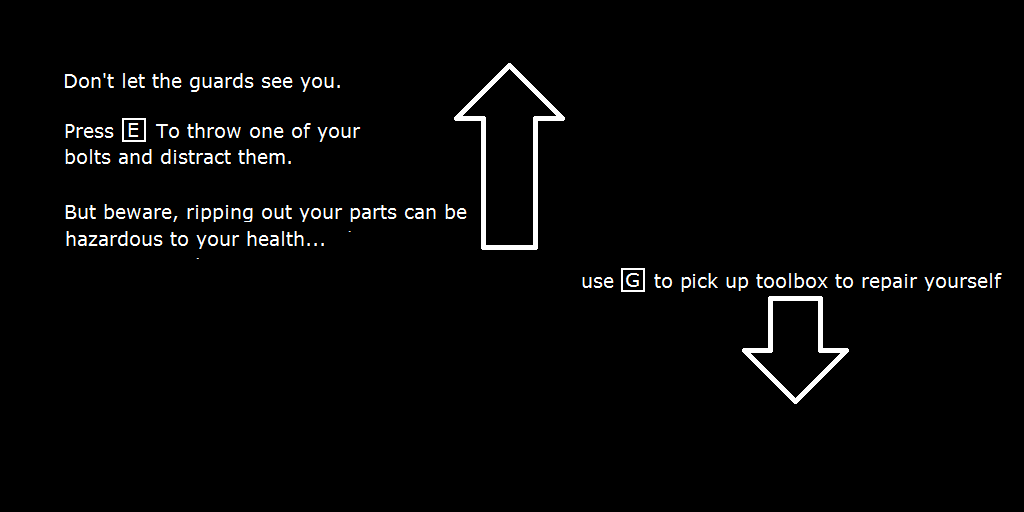 Don't let the guards see you.
Press E To throw one of your
bolts and distract them.
But beware, ripping out your parts can be
hazardous to your health...
use G to pick up toolbox to repair yourself